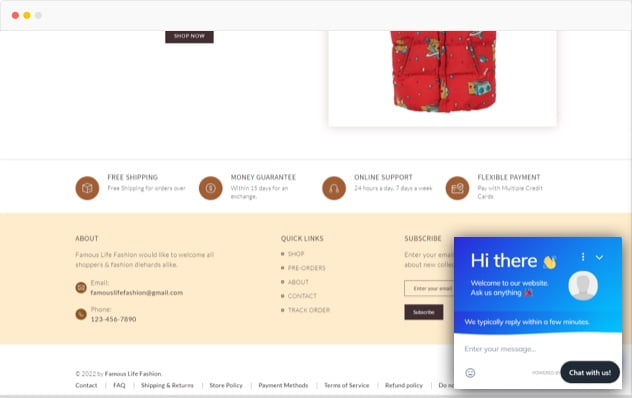 SHOP NOW
FREE SHIPPING
Free Shipping for orders over
MONEY GUARANTEE
Within 15 days for an
exchange.
ONLINE SUPPORT
24 hours a day, 7 days a week
FLEXIBLE PAYMENT
Pay with Multiple Credit
Cards
ABOUT
Famous Life Fashion would like to welcome all
shoppers & fashion diehards alike.
Email:
famouslifefashion@gmail.com
Phone:
123-456-7890
QUICK LINKS
SHOP
PRE-ORDERS
ABOUT
CONTACT
TRACK ORDER
SUBSCRIBE
Enter your email
about new
Enter your email
Subscribe
Hi there 👋
Welcome to our website.
Ask us anything 🎉
We typically reply within a few minutes.
Enter your message...
POWERED BY
Chat with us!
© 2022 by Famous Life Fashion.
Contact | FAQ | Shipping & Returns | Store Policy | Payment Methods | Terms of Service | Refund policy | Do